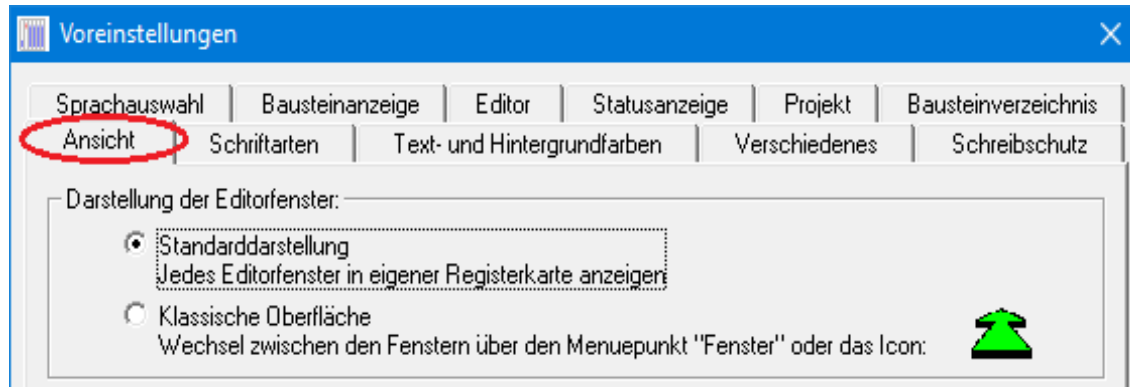 Voreinstellungen
Sprachauswahl Bausteinanzeige Editor Statusanzeige Projekt Bausteinverzeichnis
Ansicht Schriftarten Text- und Hintergrundfarben Verschiedenes Schreibschutz
Darstellung der Editorfenster:
Standarddarstellung
Jedes Editorfenster in eigener Registerkarte anzeigen
Klassische Oberfläche
Wechsel zwischen den Fenstern über den Menuepunkt "Fenster" oder das Icon: